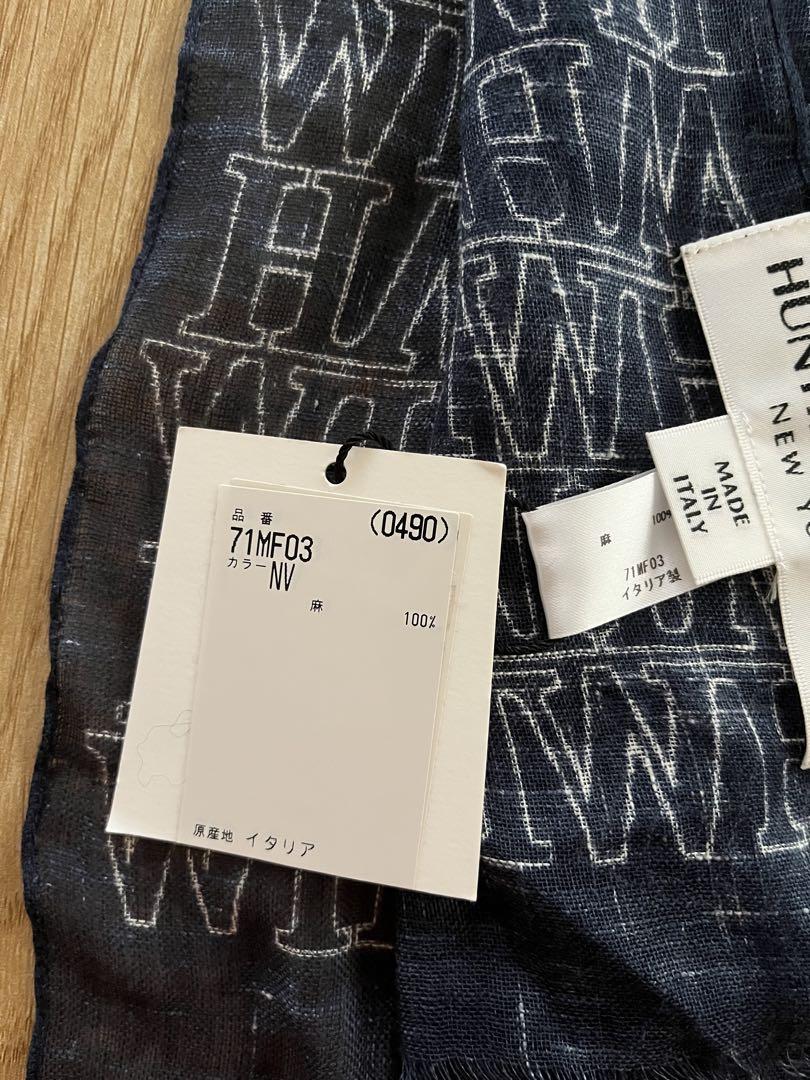 品番 (0490)
71MF03
カラー NV
麻 100%
原産地 イタリア
麻 100%
71MF03
イタリア製
MADE
IN
ITALY
HUN
NEW Y